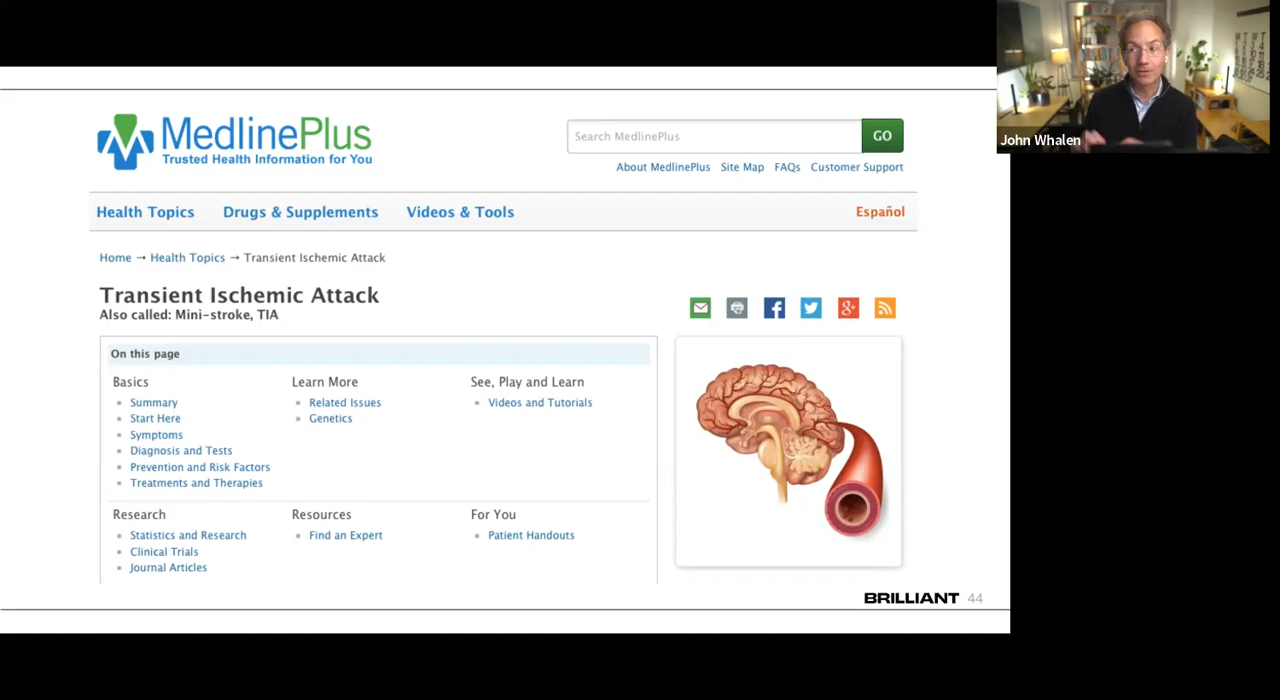 MedlinePlus
Trusted Health Information for You
Search MedlinePlus
GO
About MedlinePlus Site Map FAQs Customer Support
Health Topics Drugs & Supplements Videos & Tools Español
Home → Health Topics → Transient Ischemic Attack
Transient Ischemic Attack
Also called: Mini-stroke, TIA
On this page
Basics
Summary
Start Here
Symptoms
Diagnosis and Tests
Prevention and Risk Factors
Treatments and Therapies
Learn More
Related Issues
Genetics
See, Play and Learn
Videos and Tutorials
Research
Statistics and Research
Clinical Trials
Journal Articles
Resources
Find an Expert
For You
Patient Handouts
g+
BRILLIANT 44
John Whalen